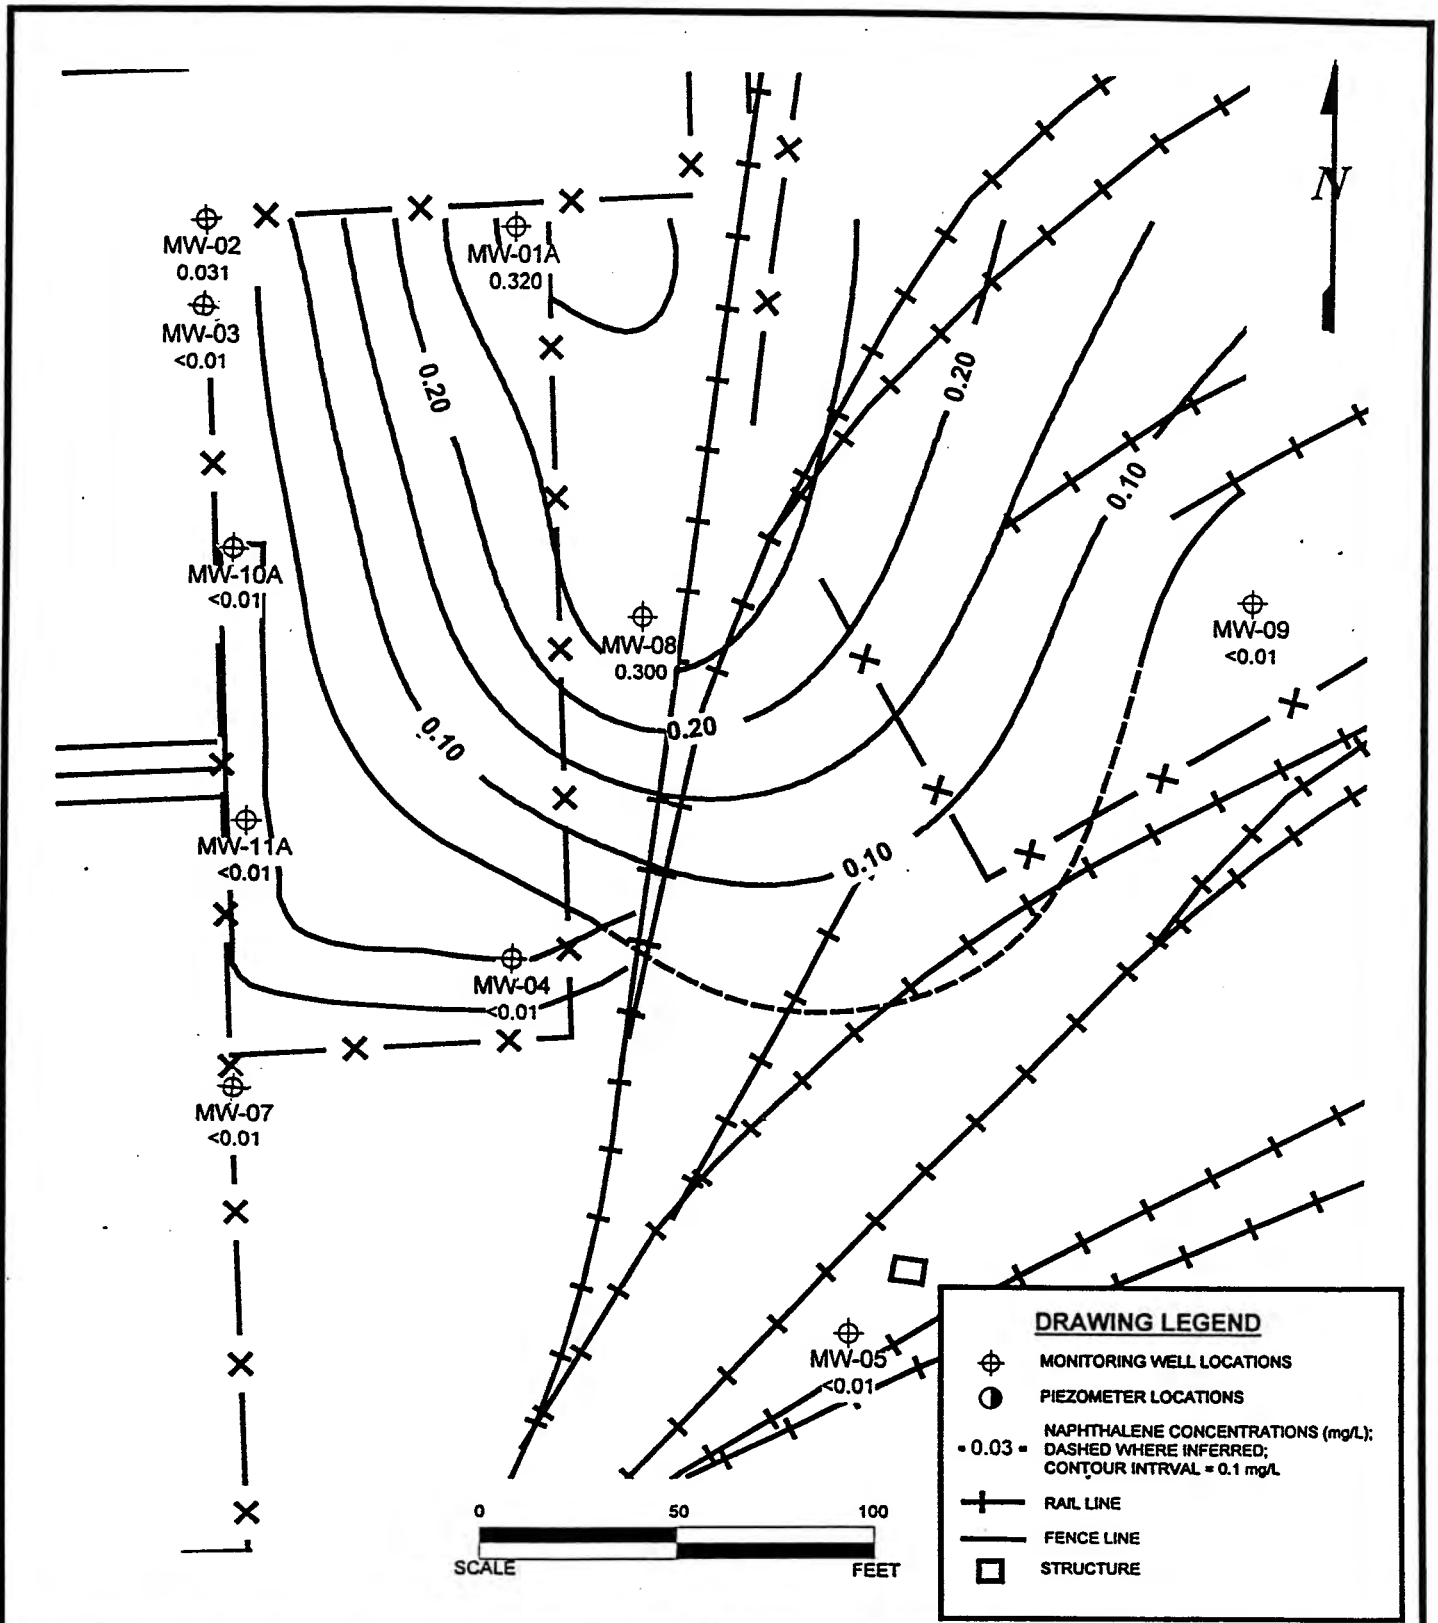 N
MW-02
0.031
MW-01A
0.320
MW-03
<0.01
0.20
0.20
0.10
MW-10A
<0.01
MW-09
<0.01
MW-08
0.300
0.20
0.10
MW-11A
<0.01
0.10
MW-04
<0.01
MW-07
<0.01
MW-05
<0.01
DRAWING LEGEND
MONITORING WELL LOCATIONS
PIEZOMETER LOCATIONS
NAPHTHALENE CONCENTRATIONS (mg/L);
- 0.03 - DASHED WHERE INFERRED;
CONTOUR INTRVAL = 0.1 mg/L
RAIL LINE
FENCE LINE
STRUCTURE
0 50 100
SCALE FEET